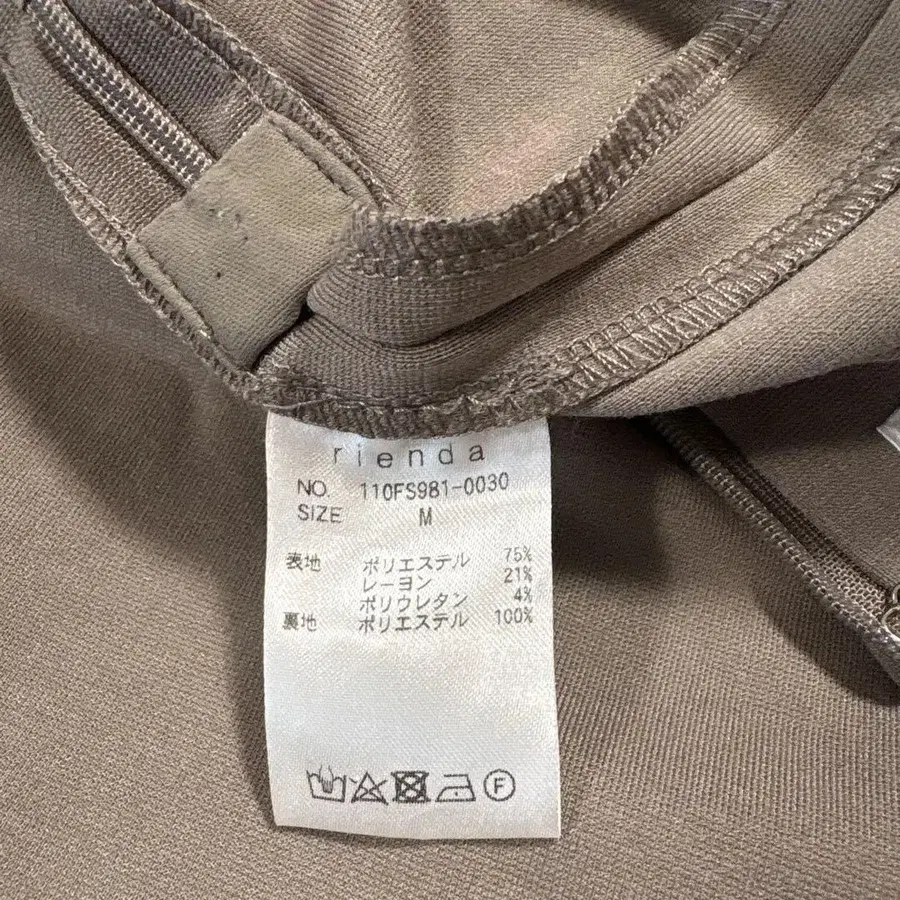 rienda
NO. 110FS981-0030
SIZE M
表地 ポリエステル 75%
レーヨン 21%
ポリウレタン 4%
裏地 ポリエステル 100%
F